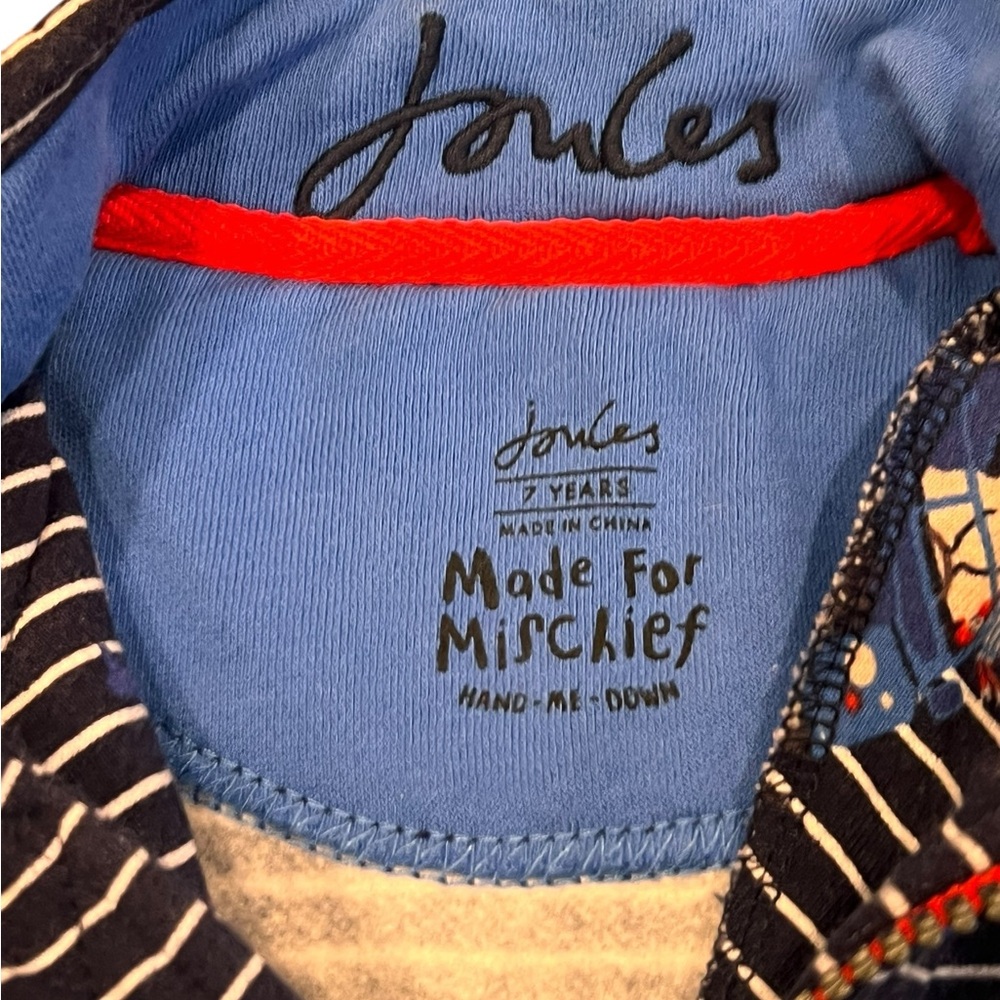 Joules
Joules
7 YEARS
MADE IN CHINA
Made For
Mischief
HAND-ME-DOWN